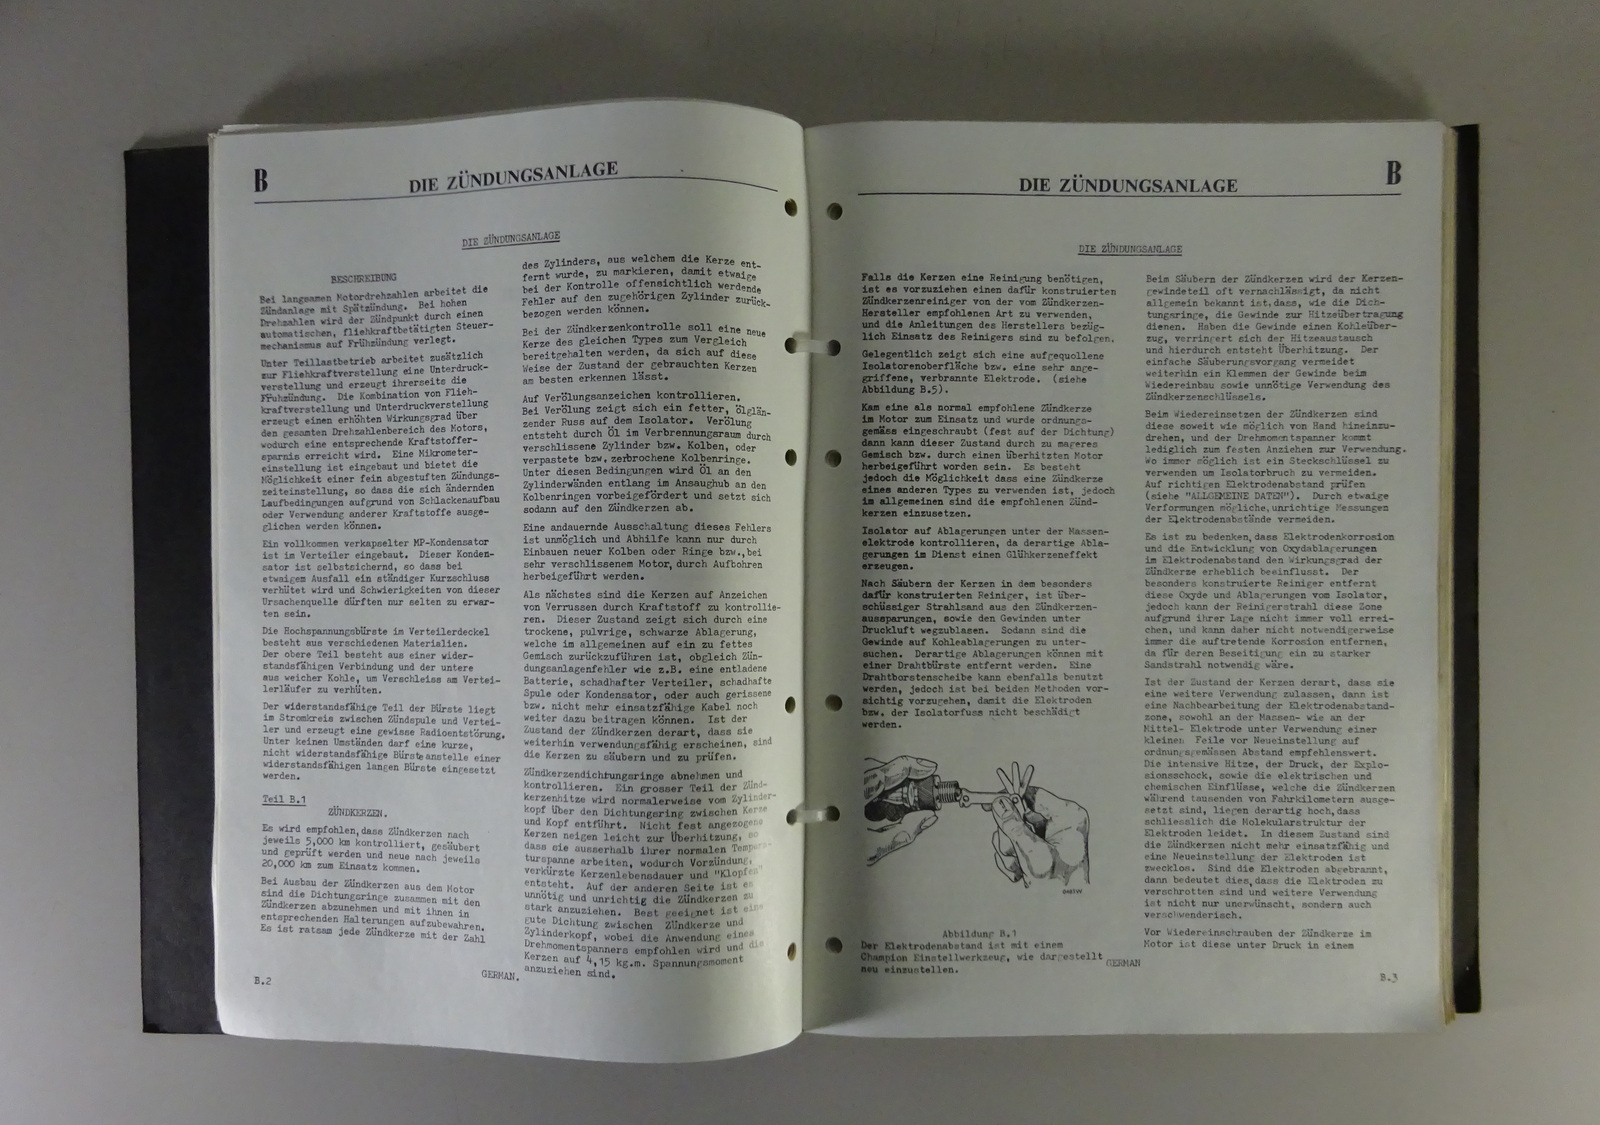 B
DIE ZÜNDUNGSANLAGE
DIE ZÜNDUNGSANLAGE
BESCHREIBUNG
Bei langsamen Motordrehzahlen arbeitet die
Zündanlage mit Spätzündung. Bei hohen
Drehzahlen wird der Zündpunkt durch einen
automatischen, fliehkraftbetätigten Steuer-
mechanismus auf Frühzündung verlegt.
Unter Teillastbetrieb arbeitet zusätzlich
zur Fliehkraftverstellung eine Unterdruck-
verstellung und erzeugt ihrerseits die
Frühzündung. Die Kombination von Flieh-
kraftverstellung und Unterdruckverstellung
erzeugt einen erhöhten Wirkungsgrad über
den gesamten Drehzahlenbereich des Motors,
wodurch eine entsprechende Kraftstoffer-
sparnis erreicht wird. Eine Mikrometer-
einstellung ist eingebaut und bietet die
Möglichkeit einer fein abgestuften Zündungs-
zeiteinstellung, so dass die sich ändernden
Laufbedingungen aufgrund von Schlackenaufbau
oder Verwendung anderer Kraftstoffe ausge-
glichen werden können.
Ein vollkommen verkapselter MP-Kondensator
ist im Verteiler eingebaut. Dieser Konden-
sator ist selbstsichernd, so dass bei
etwaigem Ausfall ein ständiger Kurzschluss
verhütet wird und Schwierigkeiten von dieser
Ursachenquelle dürften nur selten zu erwar-
ten sein.
Die Hochspannungsbürste im Verteilerdeckel
besteht aus verschiedenen Materialien.
Der obere Teil besteht aus einer wider-
standsfähigen Verbindung und der untere
aus weicher Kohle, um Verschleiss am Vertei-
lerläufer zu verhüten.
Der widerstandsfähige Teil der Bürste liegt
im Stromkreis zwischen Zündspule und Vertei-
ler und erzeugt eine gewisse Radioentstörung.
Unter keinen Umständen darf eine kurze,
nicht widerstandsfähige Bürste anstelle einer
widerstandsfähigen langen Bürste eingesetzt
werden.
Teil B.1
ZÜNDKERZEN.
Es wird empfohlen, dass Zündkerzen nach
jeweils 5,000 km kontrolliert, gesäubert
und geprüft werden und neue nach jeweils
20,000 km zum Einsatz kommen.
Bei Ausbau der Zündkerzen aus dem Motor
sind die Dichtungsringe zusammen mit den
Zündkerzen abzunehmen und mit ihnen in
entsprechenden Halterungen aufzubewahren.
Es ist ratsam jede Zündkerze mit der Zahl
des Zylinders, aus welchem die Kerze ent-
fernt wurde, zu markieren, damit etwaige
bei der Kontrolle offensichtlich werdende
Fehler auf den zugehörigen Zylinder zurück-
bezogen werden können.
Bei der Zündkerzenkontrolle soll eine neue
Kerze des gleichen Types zum Vergleich
bereitgehalten werden, da sich auf diese
Weise der Zustand der gebrauchten Kerzen
am besten erkennen lässt.
Auf Verölungsanzeichen kontrollieren.
Bei Verölung zeigt sich ein fetter, ölglän-
zender Russ auf dem Isolator. Verölung
entsteht durch Öl im Verbrennungsraum durch
verschlissene Zylinder bzw. Kolben, oder
verpastete bzw. zerbrochene Kolbenringe.
Unter diesen Bedingungen wird Öl an den
Zylinderwänden entlang im Ansaughub an den
Kolbenringen vorbeigefördert und setzt sich
sodann auf den Zündkerzen ab.
Eine andauernde Ausschaltung dieses Fehlers
ist unmöglich und Abhilfe kann nur durch
Einbauen neuer Kolben oder Ringe bzw., bei
sehr verschlissenem Motor, durch Aufbohren
herbeigeführt werden.
Als nächstes sind die Kerzen auf Anzeichen
von Verrussen durch Kraftstoff zu kontrollie-
ren. Dieser Zustand zeigt sich durch eine
trockene, pulvrige, schwarze Ablagerung,
welche im allgemeinen auf ein zu fettes
Gemisch zurückzuführen ist, obgleich Zün-
dungsanlagenfehler wie z.B. eine entladene
Batterie, schadhafter Verteiler, schadhafte
Spule oder Kondensator, oder auch gerissene
bzw. nicht mehr einsatzfähige Kabel noch
weiter dazu beitragen können. Ist der
Zustand der Zündkerzen derart, dass sie
weiterhin verwendungsfähig erscheinen, sind
die Kerzen zu säubern und zu prüfen.
Zündkerzendichtungsringe abnehmen und
kontrollieren. Ein grosser Teil der Zünd-
kerzenhitze wird normalerweise vom Zylinder-
kopf über den Dichtungsring zwischen Kerze
und Kopf entführt. Nicht fest angezogene
Kerzen neigen leicht zur Überhitzung, so
dass sie ausserhalb ihrer normalen Tempera-
turspanne arbeiten, wodurch Vorzündung,
verkürzte Kerzenlebensdauer und "Klopfen"
entsteht. Auf der anderen Seite ist es
unnötig und unrichtig die Zündkerzen zu
stark anzuziehen. Best geeignet ist eine
gute Dichtung zwischen Zündkerze und
Zylinderkopf, wobei die Anwendung eines
Drehmomentspanners empfohlen wird und die
Kerzen auf 4,15 kg.m. Spannungsmoment
anzuziehen sind.
B.2
GERMAN.
DIE ZÜNDUNGSANLAGE
B
DIE ZÜNDUNGSANLAGE
Falls die Kerzen eine Reinigung benötigen,
ist es vorzuziehen einen dafür konstruierten
Zündkerzenreiniger von der vom Zündkerzen-
Hersteller empfohlenen Art zu verwenden,
und die Anleitungen des Herstellers bezüg-
lich Einsatz des Reinigers sind zu befolgen.
Gelegentlich zeigt sich eine aufgequollene
Isolatorenoberfläche bzw. eine sehr ange-
griffene, verbrannte Elektrode. (siehe
Abbildung B.5).
Kam eine als normal empfohlene Zündkerze
im Motor zum Einsatz und wurde ordnungs-
gemäss eingeschraubt (fest auf der Dichtung)
dann kann dieser Zustand durch zu mageres
Gemisch bzw. durch einen überhitzten Motor
herbeigeführt worden sein. Es besteht
jedoch die Möglichkeit dass eine Zündkerze
eines anderen Types zu verwenden ist, jedoch
im allgemeinen sind die empfohlenen Zünd-
kerzen einzusetzen.
Isolator auf Ablagerungen unter der Massen-
elektrode kontrollieren, da derartige Abla-
gerungen im Dienst einen Glühkerzeneffekt
erzeugen.
Nach Säubern der Kerzen in dem besonders
dafür konstruierten Reiniger, ist über-
schüssiger Strahlsand aus den Zündkerzen-
aussparungen, sowie den Gewinden unter
Druckluft wegzublasen. Sodann sind die
Gewinde auf Kohleablagerungen zu unter-
suchen. Derartige Ablagerungen können mit
einer Drahtbürste entfernt werden. Eine
Drahtborstenscheibe kann ebenfalls benutzt
werden, jedoch ist bei beiden Methoden vor-
sichtig vorzugehen, damit die Elektroden
bzw. der Isolatorfuss nicht beschädigt
werden.
Abbildung B.1
Der Elektrodenabstand ist mit einem
Champion Einstellwerkzeug, wie dargestellt
neu einzustellen.
Beim Säubern der Zündkerzen wird der Kerzen-
gewindeteil oft vernachlässigt, da nicht
allgemein bekannt ist, dass, wie die Dich-
tungsringe, die Gewinde zur Hitzeübertragung
dienen. Haben die Gewinde einen Kohleüber-
zug, verringert sich der Hitzeaustausch
und hierdurch entsteht Überhitzung. Der
einfache Säuberungsvorgang vermeidet
weiterhin ein Klemmen der Gewinde beim
Wiedereinbau sowie unnötige Verwendung des
Zündkerzenschlüssels.
Beim Wiedereinsetzen der Zündkerzen sind
diese soweit wie möglich von Hand hineinzu-
drehen, und der Drehmomentspanner kommt
lediglich zum festen Anziehen zur Verwendung.
Wo immer möglich ist ein Steckschlüssel zu
verwenden um Isolatorbruch zu vermeiden.
Auf richtigen Elektrodenabstand prüfen
(siehe "ALLGEMEINE DATEN"). Durch etwaige
Verformungen mögliche, unrichtige Messungen
der Elektrodenabstände vermeiden.
Es ist zu bedenken, dass Elektrodenkorrosion
und die Entwicklung von Oxydablagerungen
im Elektrodenabstand den Wirkungsgrad der
Zündkerze erheblich beeinflusst. Der
besonders konstruierte Reiniger entfernt
diese Oxyde und Ablagerungen vom Isolator,
jedoch kann der Reinigerstrahl diese Zone
aufgrund ihrer Lage nicht immer voll errei-
chen, und kann daher nicht notwendigerweise
immer die auftretende Korrosion entfernen,
da für deren Beseitigung ein zu starker
Sandstrahl notwendig wäre.
Ist der Zustand der Kerzen derart, dass sie
eine weitere Verwendung zulassen, dann ist
eine Nachbearbeitung der Elektrodenabstand-
zone, sowohl an der Massen- wie an der
Mittel- Elektrode unter Verwendung einer
kleinen Feile vor Neueinstellung auf
ordnungsgemässen Abstand empfehlenswert.
Die intensive Hitze, der Druck, der Explo-
sionsschock, sowie die elektrischen und
chemischen Einflüsse, welche die Zündkerzen
während tausenden von Fahrkilometern ausge-
setzt sind, liegen derartig hoch, dass
schliesslich die Molekularstruktur der
Elektroden leidet. In diesem Zustand sind
die Zündkerzen nicht mehr einsatzfähig und
eine Neueinstellung der Elektroden ist
zwecklos. Sind die Elektroden abgebrannt,
dann bedeutet dies, dass die Elektroden zu
verschrotten sind und weitere Verwendung
ist nicht nur unerwünscht, sondern auch
verschwenderisch.
Vor Wiedereinschrauben der Zündkerze im
Motor ist diese unter Druck in einem
GERMAN
B.3